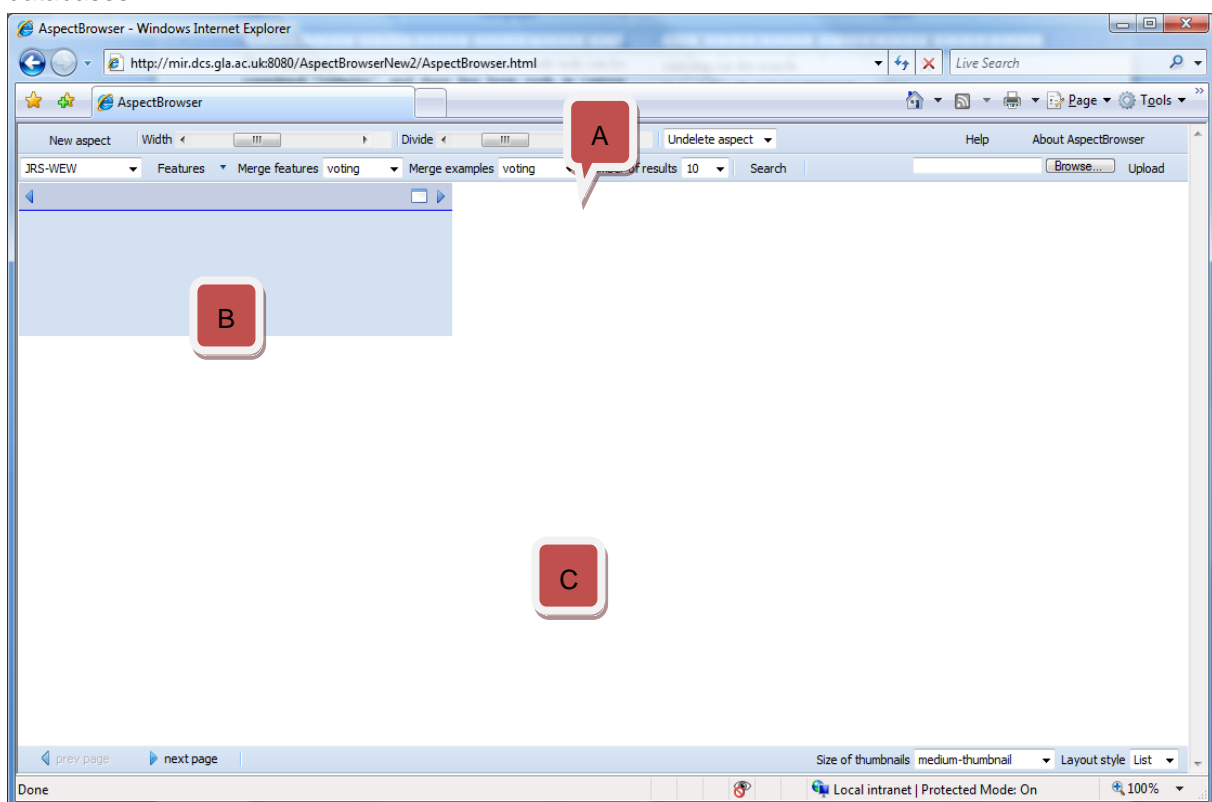 AspectBrowser - Windows Internet Explorer
http://mir.dcs.gla.ac.uk:8080/AspectBrowserNew2/AspectBrowser.html
Live Search
AspectBrowser
Page
Tools
New aspect Width Divide Undelete aspect Help About AspectBrowser
A
JRS-WEW Features Merge features voting Merge examples voting of results 10 Search Browse... Upload
B
C
prev page next page Size of thumbnails medium-thumbnail Layout style List
Done Local intranet | Protected Mode: On 100%